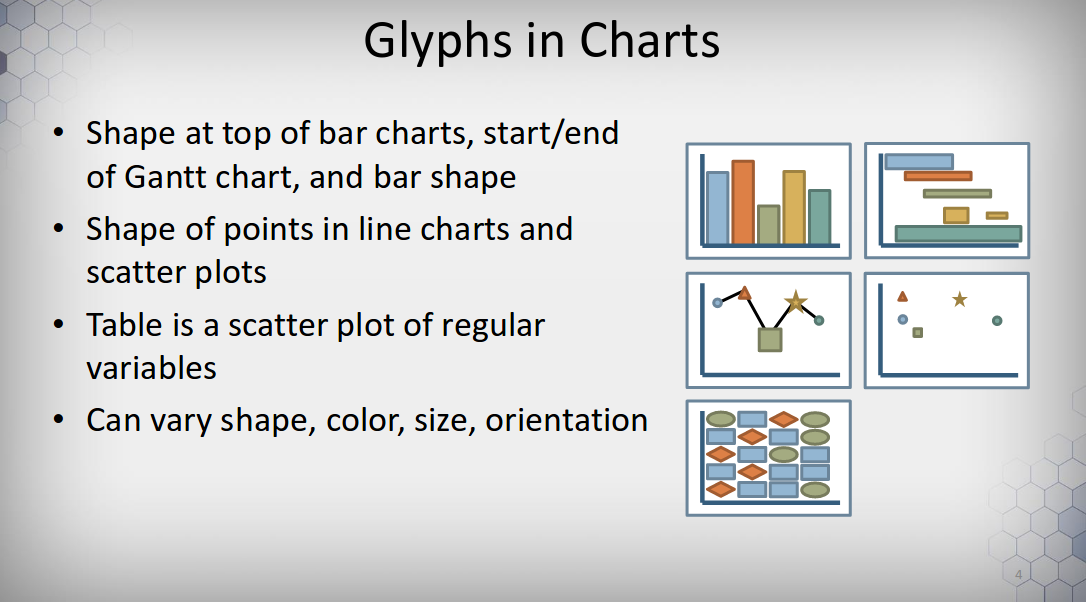 Glyphs in Charts
• Shape at top of bar charts, start/end
of Gantt chart, and bar shape
• Shape of points in line charts and
scatter plots
• Table is a scatter plot of regular
variables
• Can vary shape, color, size, orientation
4